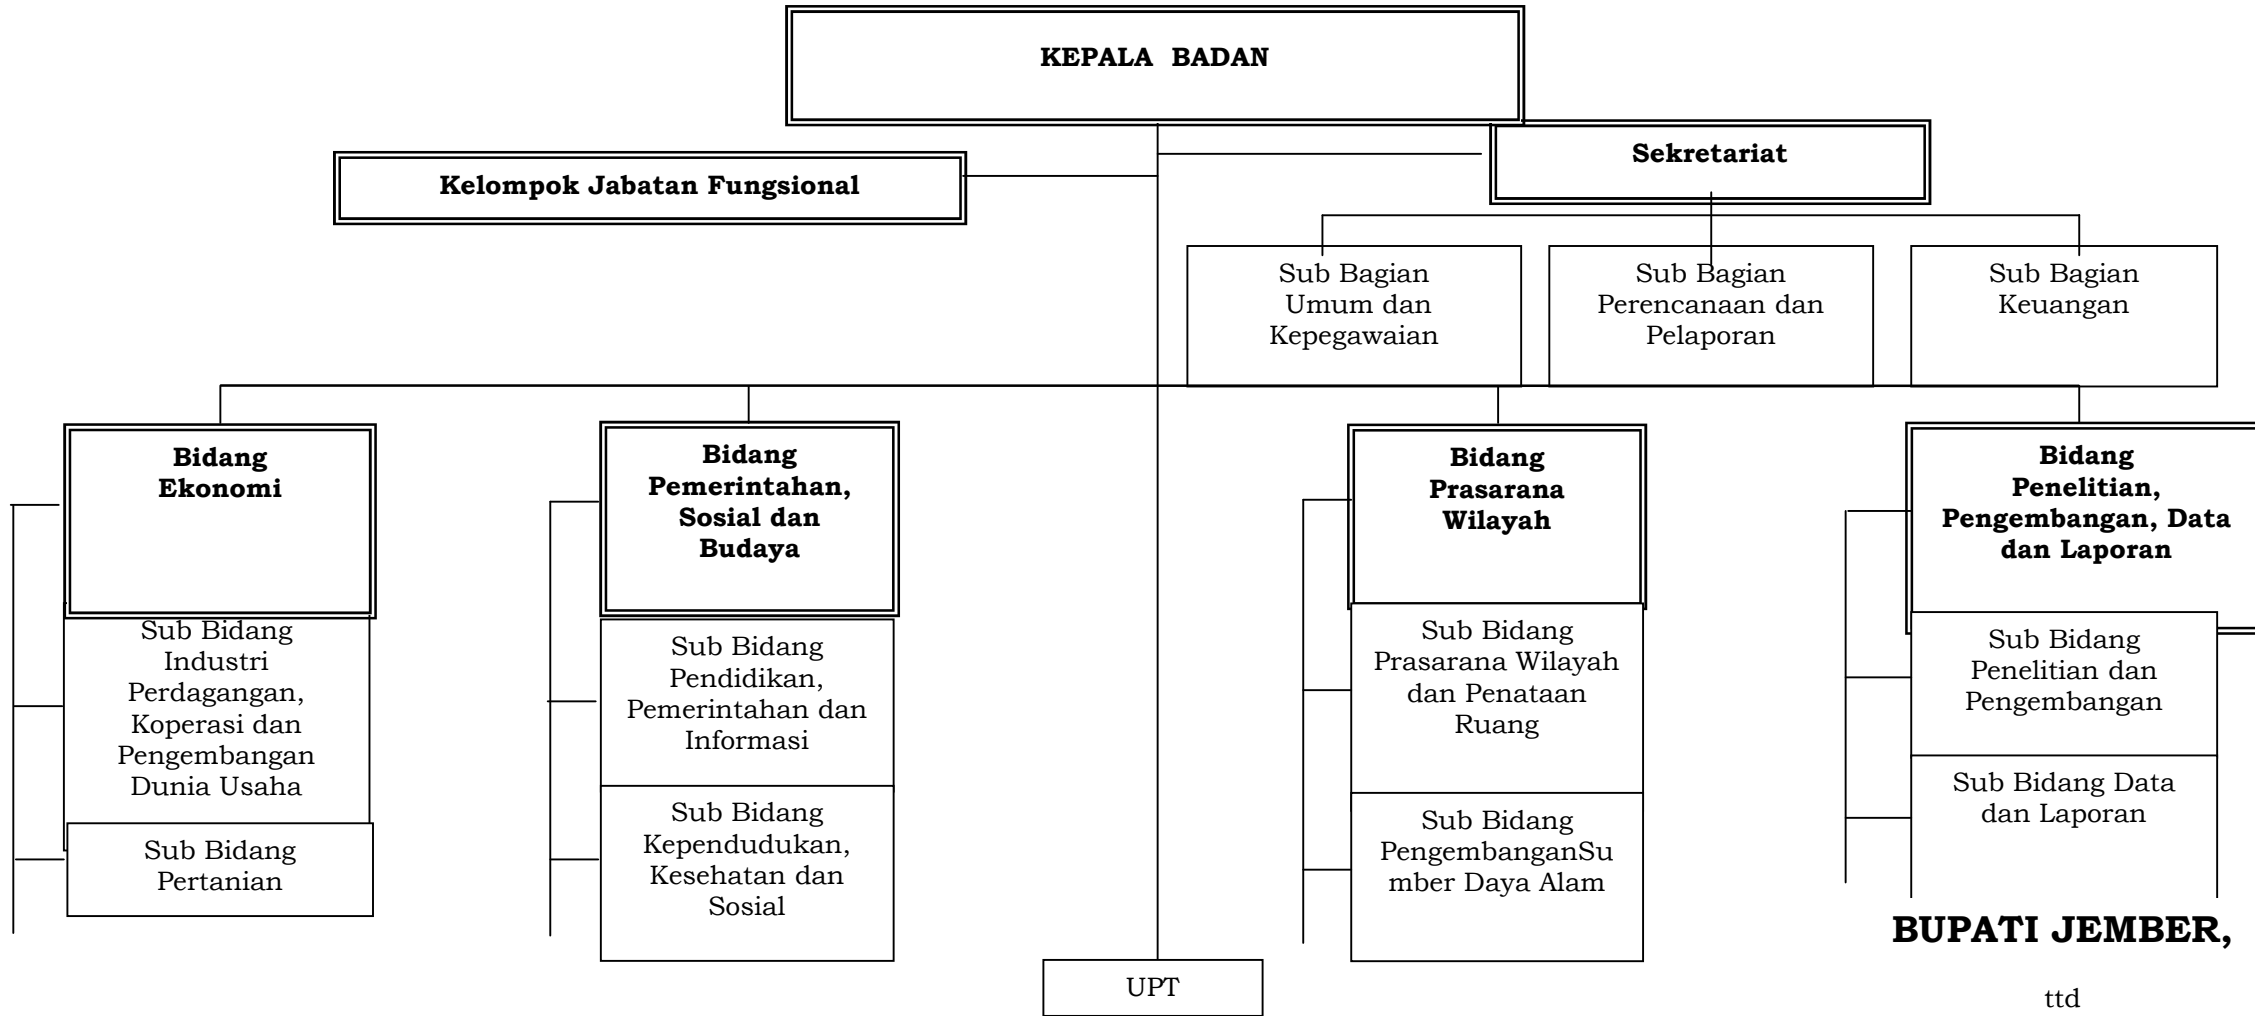 KEPALA BADAN
Sekretariat
Kelompok Jabatan Fungsional
Sub Bagian
Umum dan
Kepegawaian
Sub Bagian
Perencanaan dan
Pelaporan
Sub Bagian
Keuangan
Bidang
Ekonomi
Bidang
Pemerintahan,
Sosial dan
Budaya
Bidang
Prasarana
Wilayah
Bidang
Penelitian,
Pengembangan, Data
dan Laporan
Sub Bidang
Industri
Perdagangan,
Koperasi dan
Pengembangan
Dunia Usaha
Sub Bidang
Pendidikan,
Pemerintahan dan
Informasi
Sub Bidang
Prasarana Wilayah
dan Penataan
Ruang
Sub Bidang
Penelitian dan
Pengembangan
Sub Bidang
Pertanian
Sub Bidang
Kependudukan,
Kesehatan dan
Sosial
Sub Bidang
PengembanganSu
mber Daya Alam
Sub Bidang Data
dan Laporan
UPT
BUPATI JEMBER,
ttd